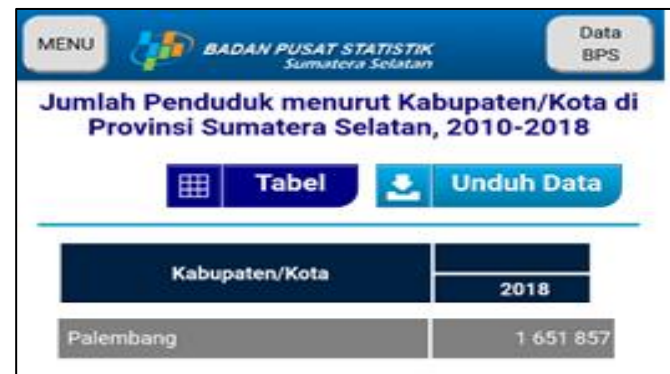 MENU
BADAN PUSAT STATISTIK
Sumatera Selatan
Data
BPS
Jumlah Penduduk menurut Kabupaten/Kota di
Provinsi Sumatera Selatan, 2010-2018
Tabel
Unduh Data
Kabupaten/Kota
2018
Palembang 1 651 857